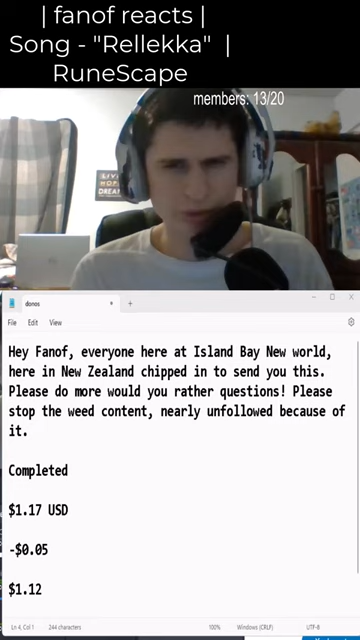 | fanof reacts |
Song - "Rellekka" |
RuneScape
members: 13/20
donos
File Edit View
Hey Fanof, everyone here at Island Bay New world,
here in New Zealand chipped in to send you this.
Please do more would you rather questions! Please
stop the weed content, nearly unfollowed because of
it.
Completed
$1.17 USD
-$0.05
$1.12
Ln 4, Col 1 244 characters 100% Windows (CRLF) UTF-8